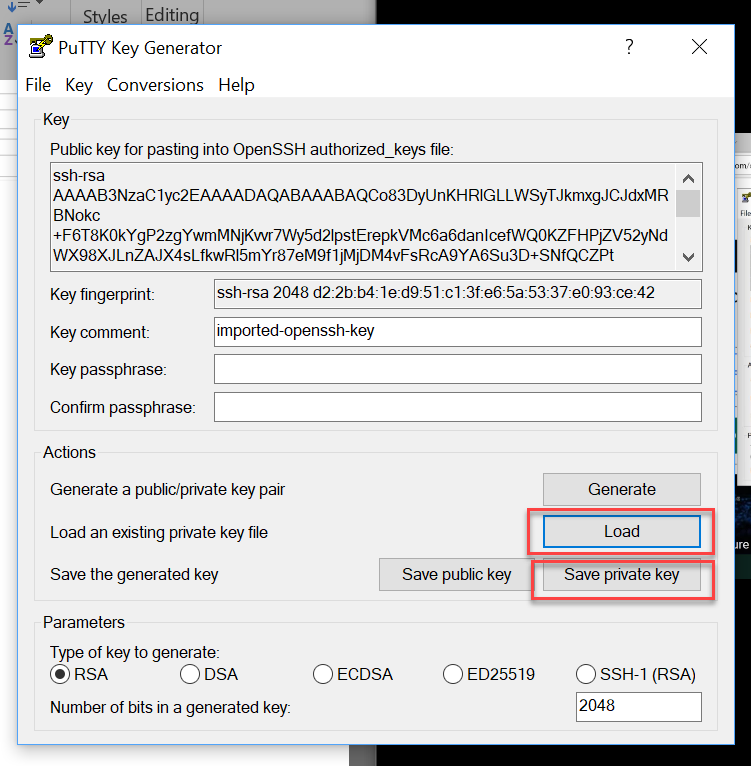 Styles
Editing
PuTTY Key Generator
?
File Key Conversions Help
Key
Public key for pasting into OpenSSH authorized_keys file:
ssh-rsa
AAAAB3NzaC1yc2EAAAADAQABAAABAQCo83DyUnKHRlGLLWSyTJkmxgJCJdxMR
BNokc
+F6T8K0kYgP2zgYwmMNjKvvr7Wy5d2lpstErepkVMc6a6danIcefWQ0KZFHPjZV52yNd
WX98XJLnZAJX4sLfkwRl5mYr87eM9f1jMjDM4vFsRcA9YA6Su3D+SNfQCZPt
Key fingerprint: ssh-rsa 2048 d2:2b:b4:1e:d9:51:c1:3f:e6:5a:53:37:e0:93:ce:42
Key comment: imported-openssh-key
Key passphrase:
Confirm passphrase:
Actions
Generate a public/private key pair Generate
Load an existing private key file Load
Save the generated key Save public key Save private key
Parameters
Type of key to generate:
RSA DSA ECDSA ED25519 SSH-1 (RSA)
Number of bits in a generated key: 2048